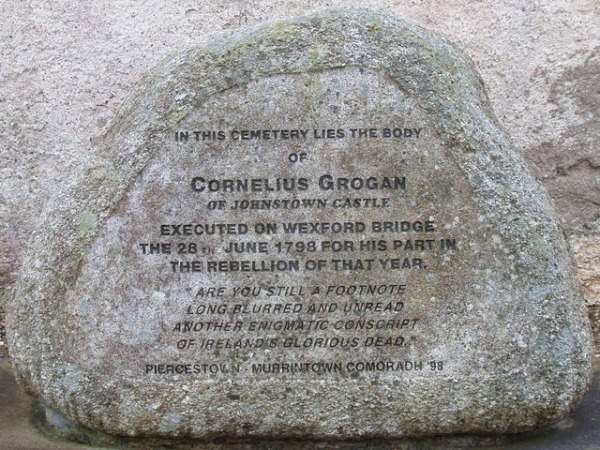 IN THIS CEMETERY LIES THE BODY
OF
CORNELIUS GROGAN
OF JOHNSTOWN CASTLE
EXECUTED ON WEXFORD BRIDGE
THE 28TH JUNE 1798 FOR HIS PART IN
THE REBELLION OF THAT YEAR.
"ARE YOU STILL A FOOTNOTE
LONG BLURRED AND UNREAD
ANOTHER ENIGMATIC CONSCRIPT
OF IRELAND'S GLORIOUS DEAD."
PIERCESTOWN - MURRINTOWN COMORADH '98